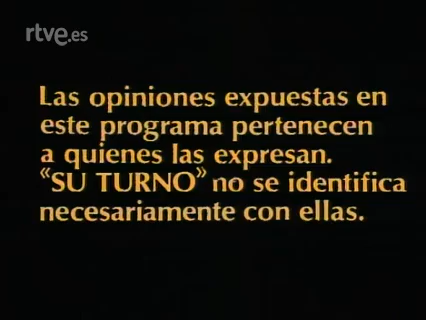 rtve.es
Las opiniones expuestas en
este programa pertenecen
a quienes las expresan.
“SU TURNO” no se identifica
necesariamente con ellas.